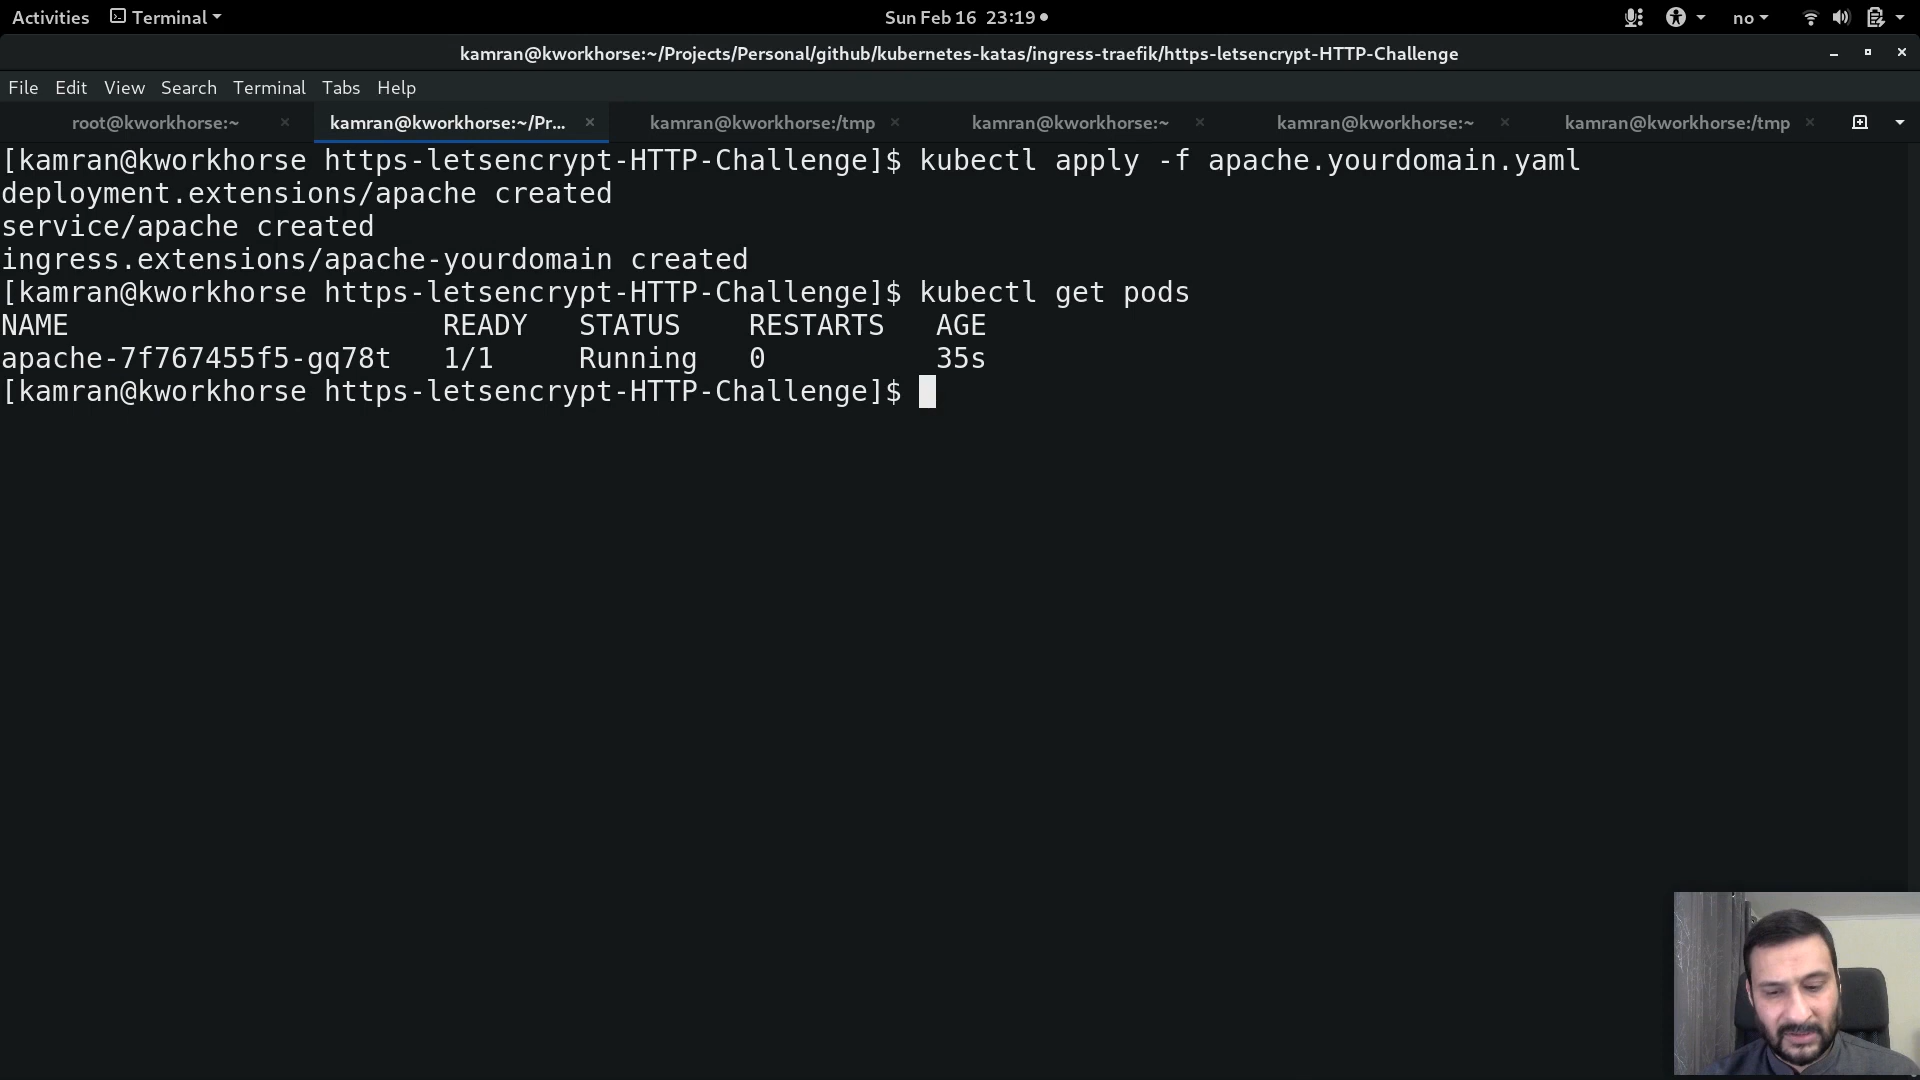 Activities Terminal Sun Feb 16 23:19 no
kamran@kworkhorse:~/Projects/Personal/github/kubernetes-katas/ingress-traefik/https-letsencrypt-HTTP-Challenge
File Edit View Search Terminal Tabs Help
root@kworkhorse:~ kamran@kworkhorse:~/Pr... kamran@kworkhorse:/tmp kamran@kworkhorse:~ kamran@kworkhorse:~ kamran@kworkhorse:/tmp
[kamran@kworkhorse https-letsencrypt-HTTP-Challenge]$ kubectl apply -f apache.yourdomain.yaml
deployment.extensions/apache created
service/apache created
ingress.extensions/apache-yourdomain created
[kamran@kworkhorse https-letsencrypt-HTTP-Challenge]$ kubectl get pods
NAME READY STATUS RESTARTS AGE
apache-7f767455f5-gq78t 1/1 Running 0 35s
[kamran@kworkhorse https-letsencrypt-HTTP-Challenge]$